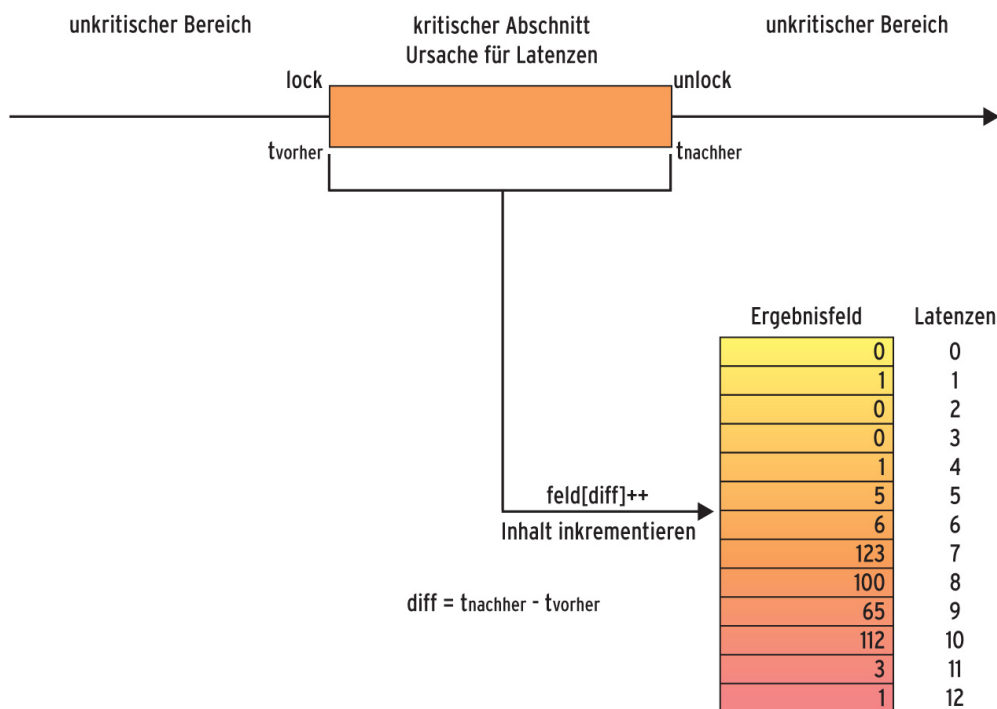 unkritischer Bereich
kritischer Abschnitt
Ursache für Latenzen
unkritischer Bereich
lock
unlock
tvorher
tnachher
Ergebnisfeld Latenzen
0 0
1 1
0 2
0 3
1 4
5 5
6 6
123 7
100 8
65 9
112 10
3 11
1 12
feld[diff]++
Inhalt inkrementieren
diff = tnachher - tvorher